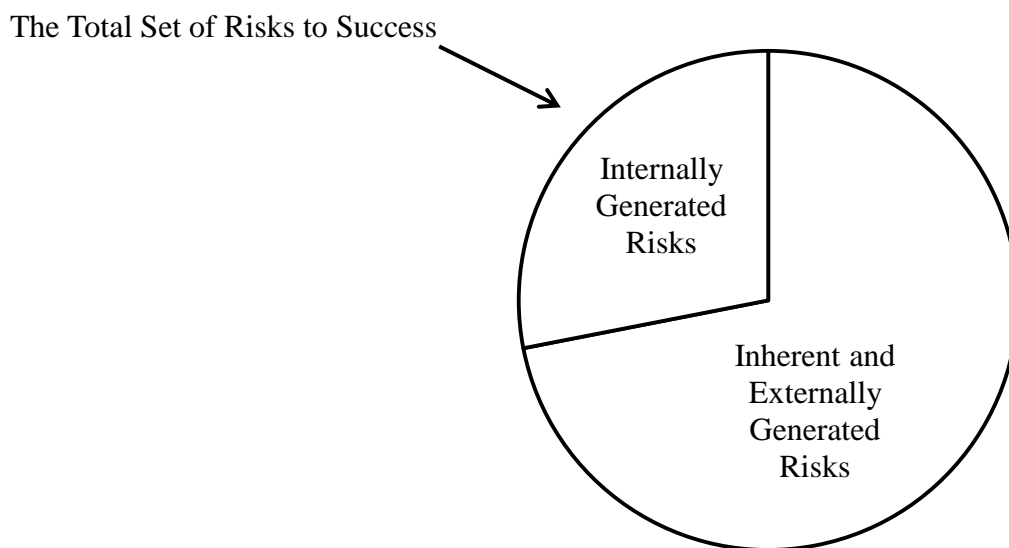 The Total Set of Risks to Success
Internally
Generated
Risks
Inherent and
Externally
Generated
Risks